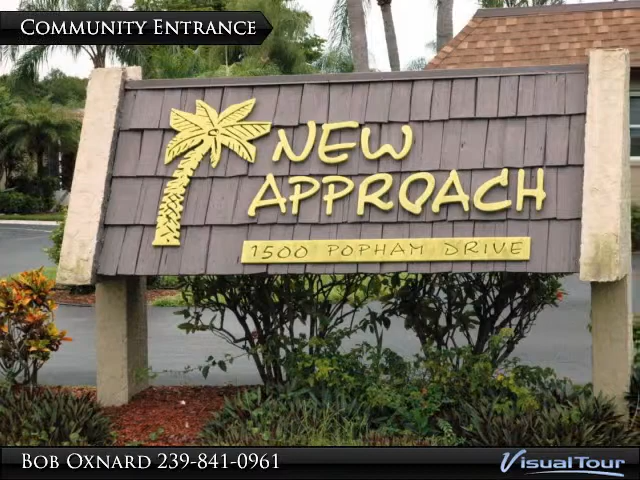 COMMUNITY ENTRANCE
NEW
APPROACH
1500 POPHAM DRIVE
BOB OXNARD 239-841-0961
VISUALTOUR